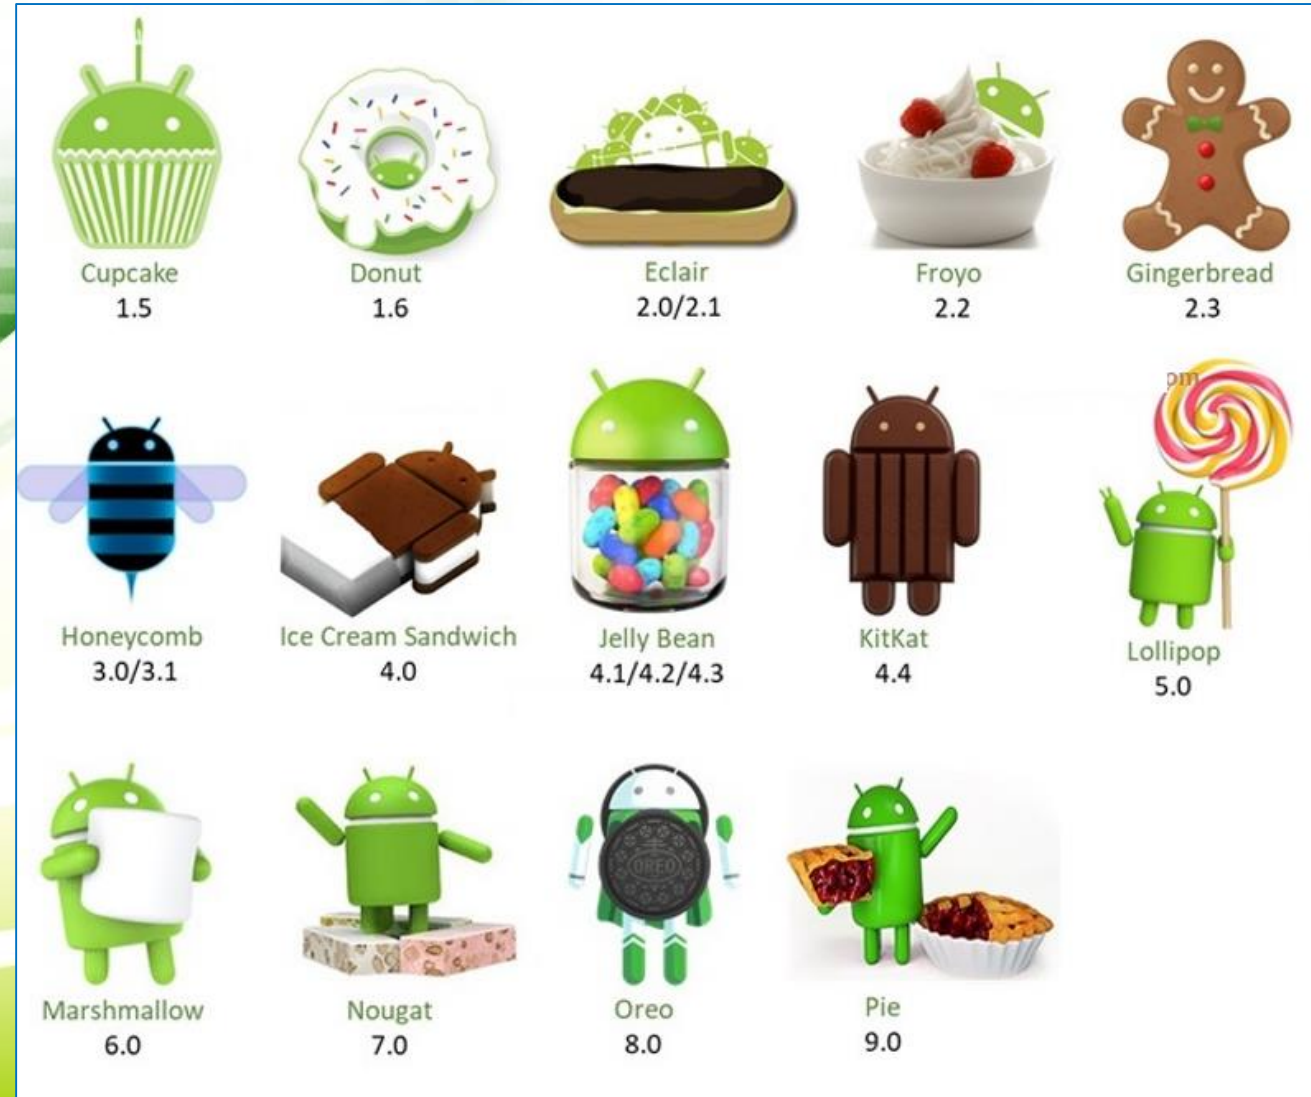 Cupcake
1.5
Donut
1.6
Eclair
2.0/2.1
Froyo
2.2
Gingerbread
2.3
Honeycomb
3.0/3.1
Ice Cream Sandwich
4.0
Jelly Bean
4.1/4.2/4.3
KitKat
4.4
om
Lollipop
5.0
Marshmallow
6.0
Nougat
7.0
OREO
Oreo
8.0
Pie
9.0